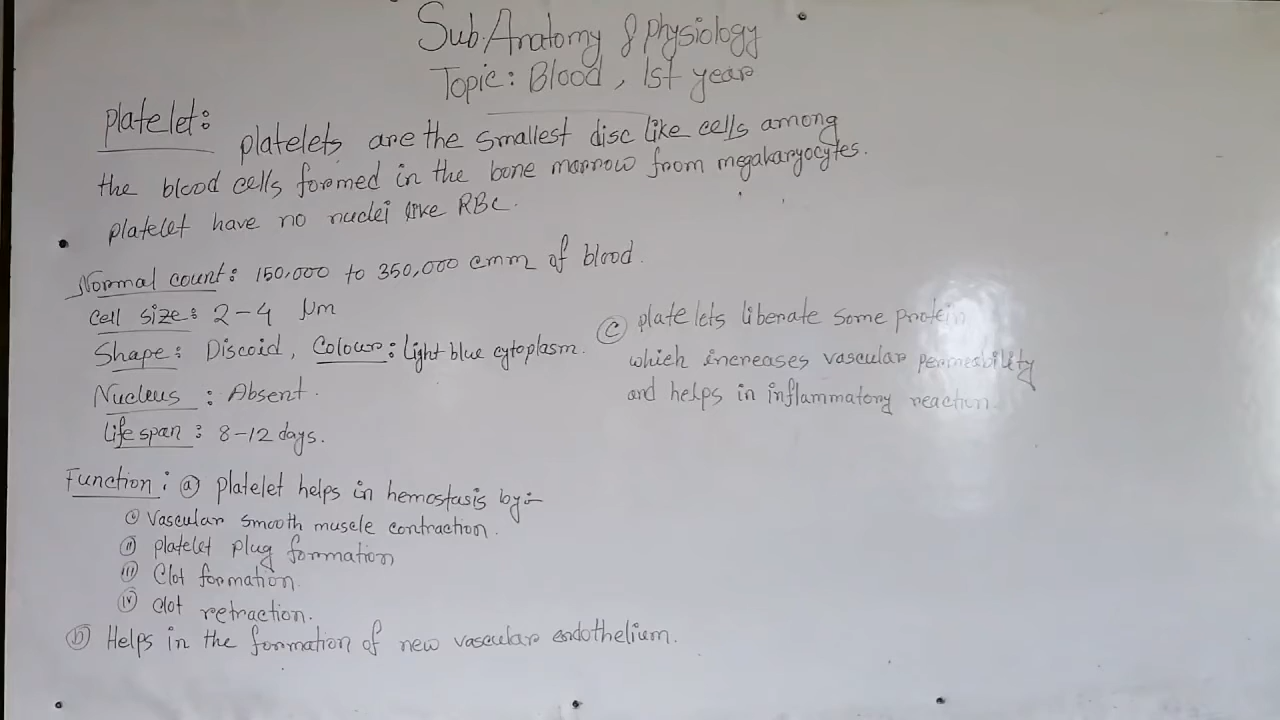 Sub: Anatomy & Physiology
Topic: Blood, 1st year
Platelet:
platelets are the smallest disc like cells among
the blood cells formed in the bone marrow from megakaryocytes.
platelet have no nuclei like RBC.
Normal count: 150,000 to 350,000 cmm of blood.
Cell size: 2-4 µm
Shape: Discoid, Colour: light blue cytoplasm.
Nucleus : Absent.
Life span : 8-12 days.
Function: (a) platelet helps in hemostasis by:-
(i) Vascular smooth muscle contraction.
(ii) platelet plug formation
(iii) Clot formation.
(iv) clot retraction.
(b) Helps in the formation of new vascular endothelium.
(c) platelets liberate some protein
which increases vascular permeability
and helps in inflammatory reaction.